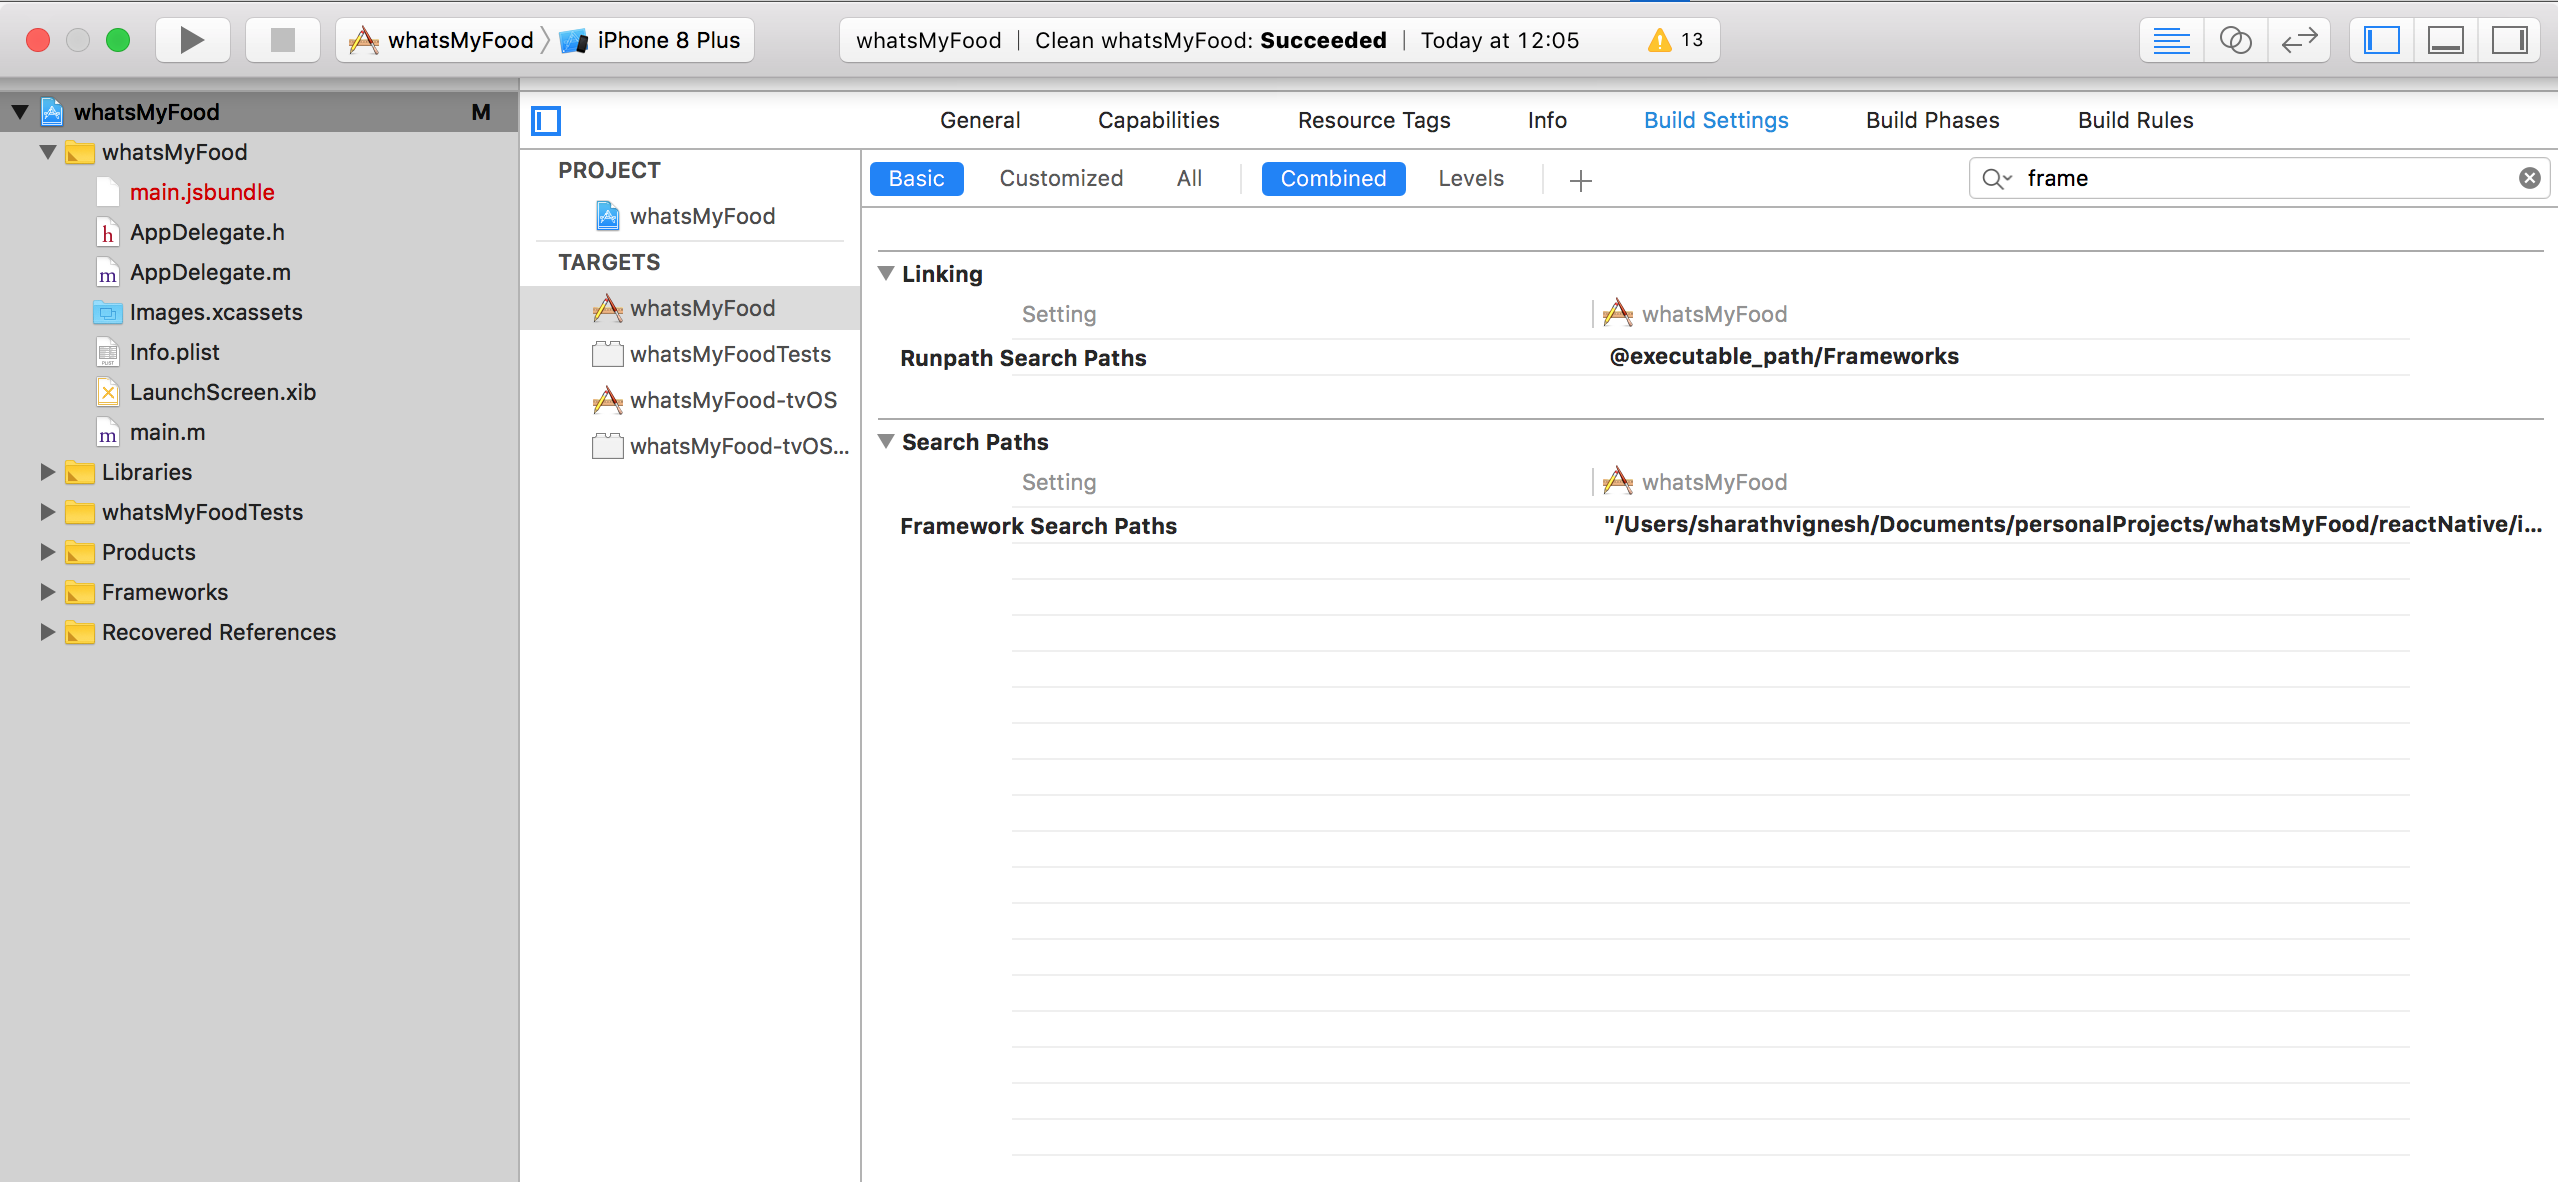 whatsMyFood iPhone 8 Plus
whatsMyFood | Clean whatsMyFood: Succeeded | Today at 12:05 13
whatsMyFood M
whatsMyFood
main.jsbundle
AppDelegate.h
AppDelegate.m
Images.xcassets
Info.plist
LaunchScreen.xib
main.m
Libraries
whatsMyFoodTests
Products
Frameworks
Recovered References
General Capabilities Resource Tags Info Build Settings Build Phases Build Rules
PROJECT
whatsMyFood
TARGETS
whatsMyFood
whatsMyFoodTests
whatsMyFood-tvOS
whatsMyFood-tvOS...
Basic Customized All Combined Levels + frame
Linking
Setting whatsMyFood
Runpath Search Paths @executable_path/Frameworks
Search Paths
Setting whatsMyFood
Framework Search Paths "/Users/sharathvignesh/Documents/personalProjects/whatsMyFood/reactNative/i...